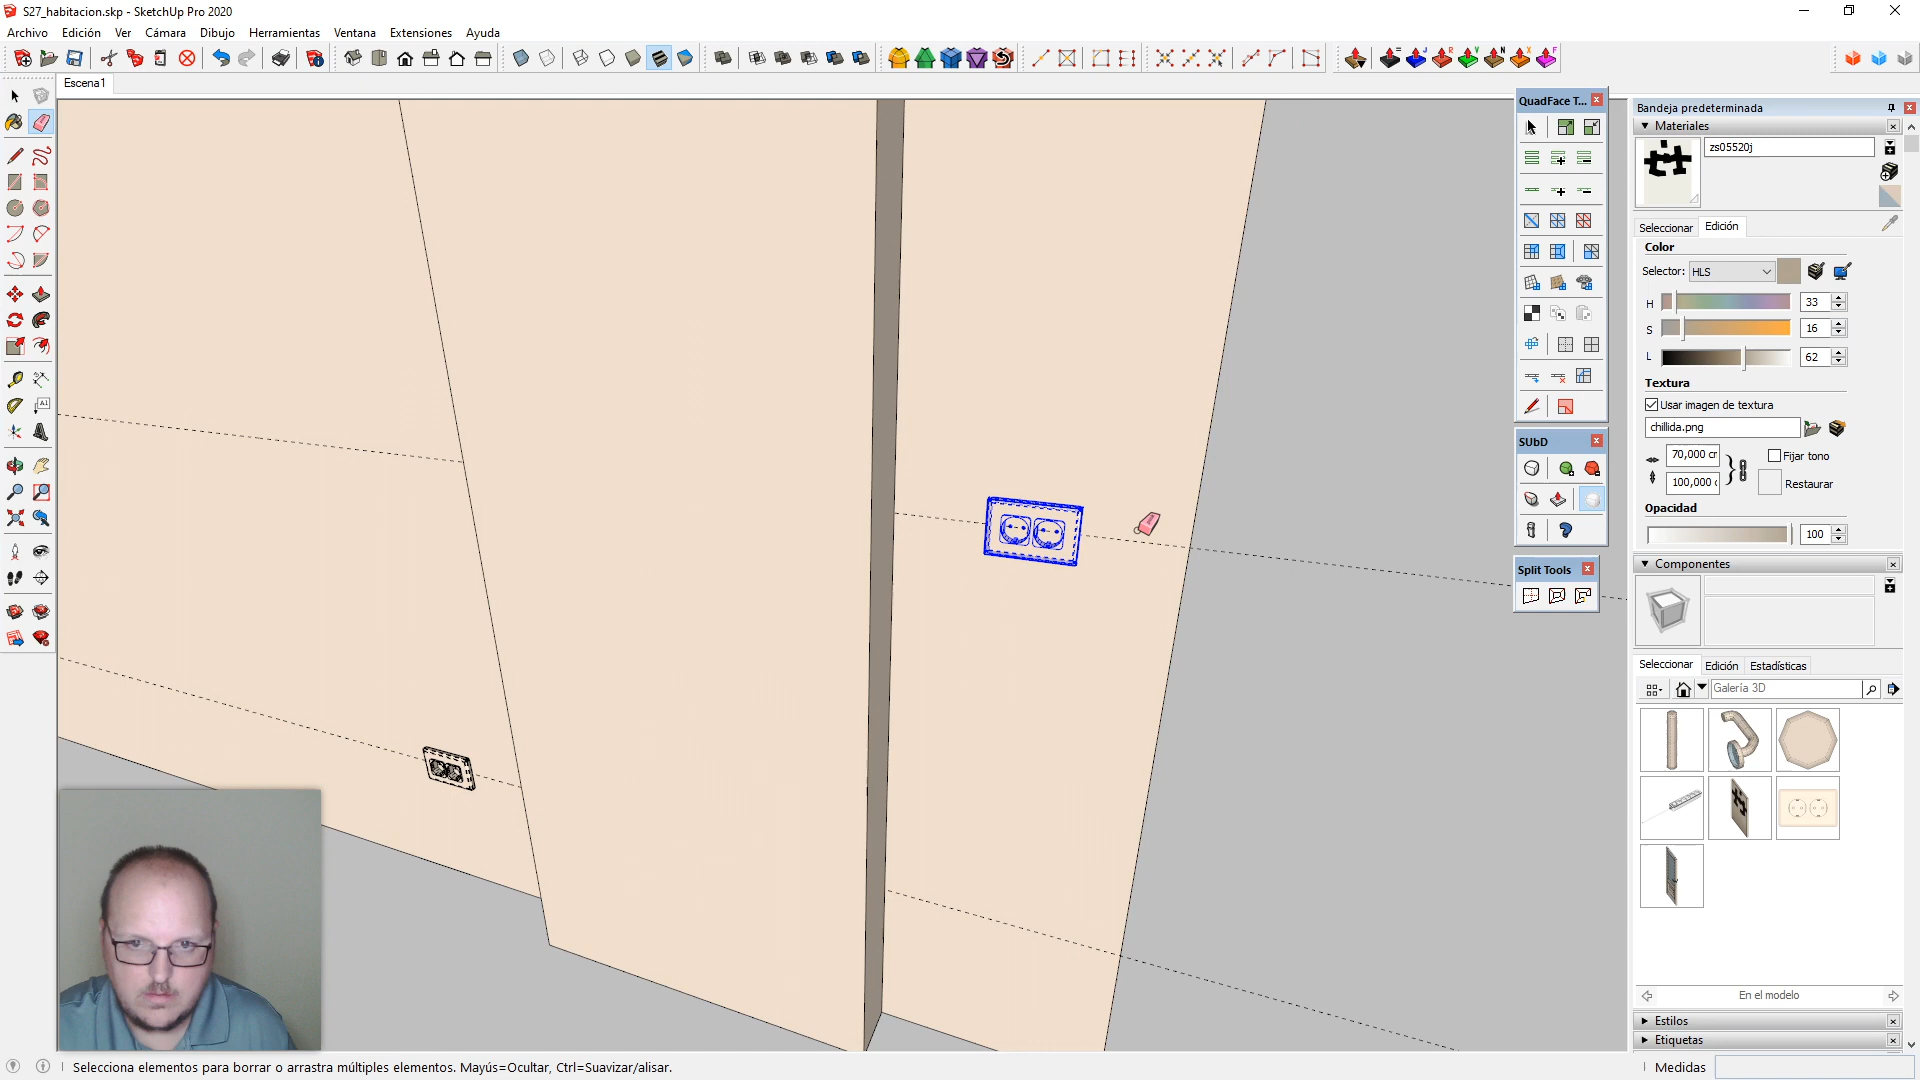 S27_habitacion.skp - SketchUp Pro 2020
Archivo Edición Ver Cámara Dibujo Herramientas Ventana Extensiones Ayuda
Escena1
QuadFace T...
SUbD
Split Tools
Bandeja predeterminada
Materiales
zs05520j
Seleccionar Edición
Color
Selector: HLS
H 33
S 16
L 62
Textura
Usar imagen de textura
chillida.png
70,000 cr Fijar tono
100,000 ( Restaurar
Opacidad
100
Componentes
Seleccionar Edición Estadísticas
Galería 3D
En el modelo
Estilos
Etiquetas
Selecciona elementos para borrar o arrastra múltiples elementos. Mayús=Ocultar, Ctrl=Suavizar/alisar.
Medidas